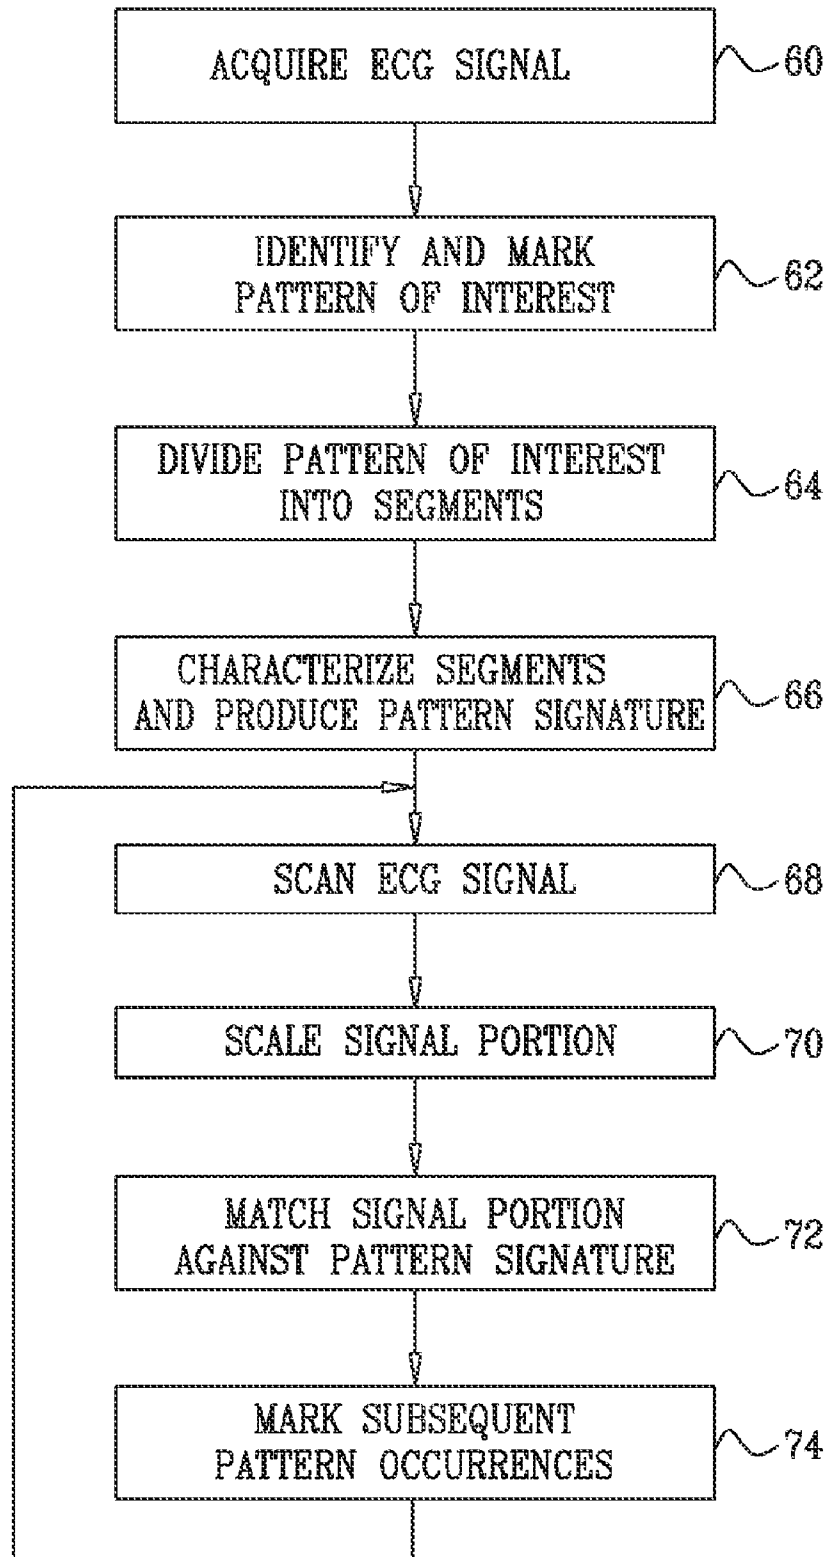 ACQUIRE ECG SIGNAL
60
IDENTIFY AND MARK
PATTERN OF INTEREST
62
DIVIDE PATTERN OF INTEREST
INTO SEGMENTS
64
CHARACTERIZE SEGMENTS
AND PRODUCE PATTERN SIGNATURE
66
SCAN ECG SIGNAL
68
SCALE SIGNAL PORTION
70
MATCH SIGNAL PORTION
AGAINST PATTERN SIGNATURE
72
MARK SUBSEQUENT
PATTERN OCCURRENCES
74